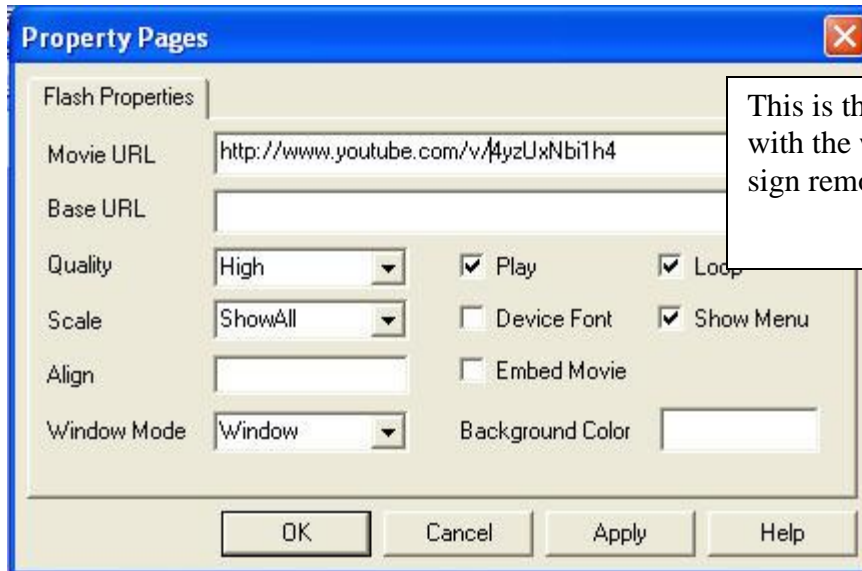 Property Pages
Flash Properties
This is th
Movie URL http://www.youtube.com/v/4yzUxNbi1h4
with the
sign remo
Base URL
Quality High Play Loop
Scale ShowAll Device Font Show Menu
Align Embed Movie
Window Mode Window Background Color
OK Cancel Apply Help